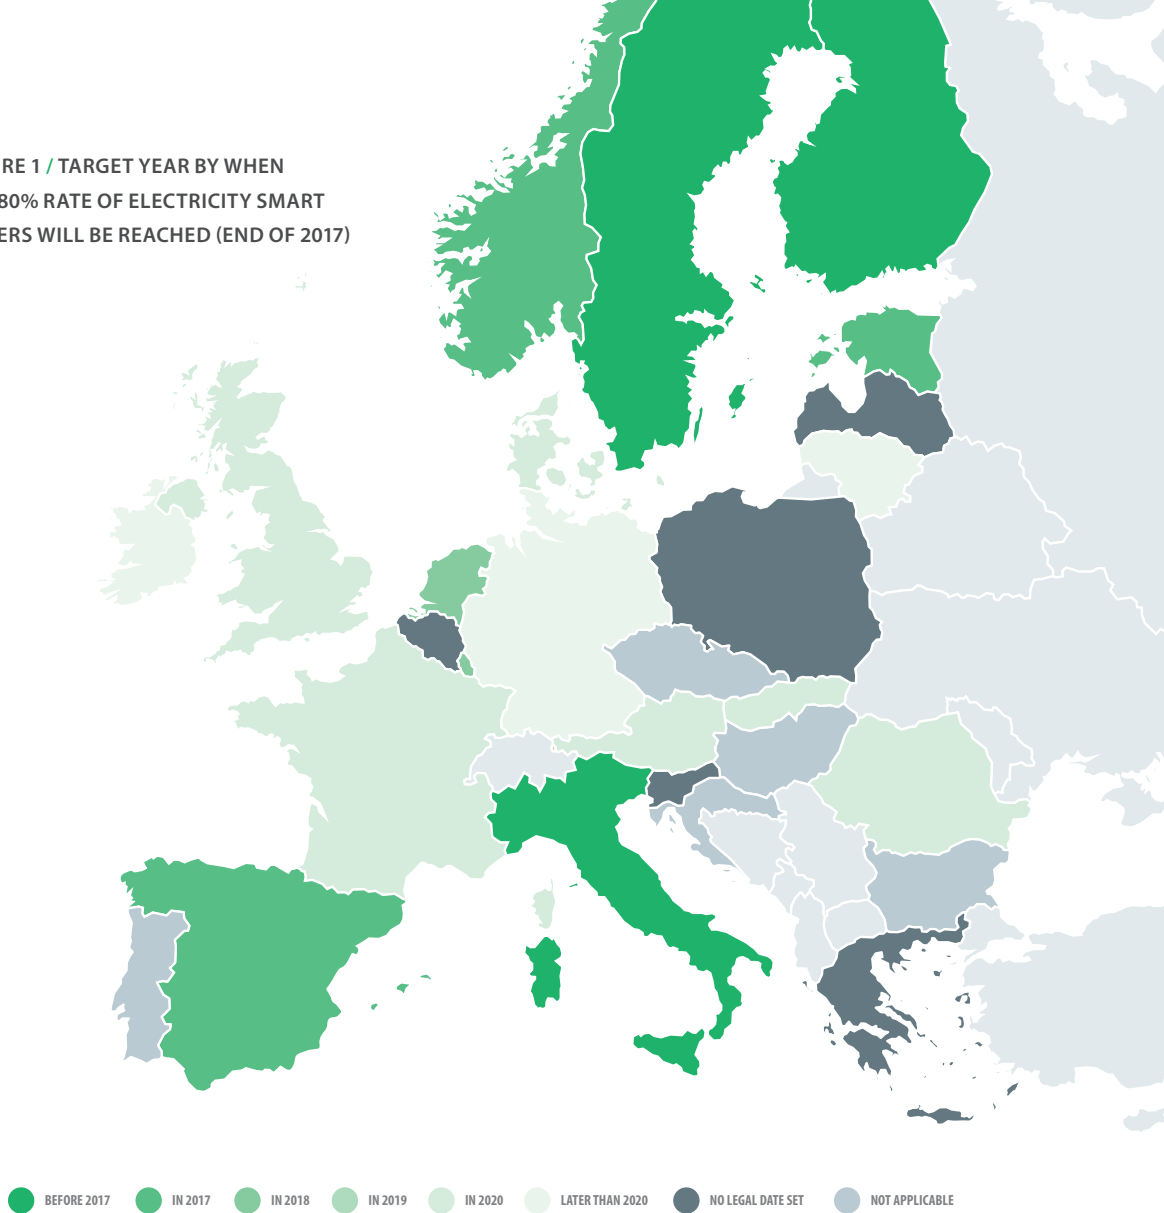 RE 1 / TARGET YEAR BY WHEN
80% RATE OF ELECTRICITY SMART
ERS WILL BE REACHED (END OF 2017)
BEFORE 2017
IN 2017
IN 2018
IN 2019
IN 2020
LATER THAN 2020
NO LEGAL DATE SET
NOT APPLICABLE